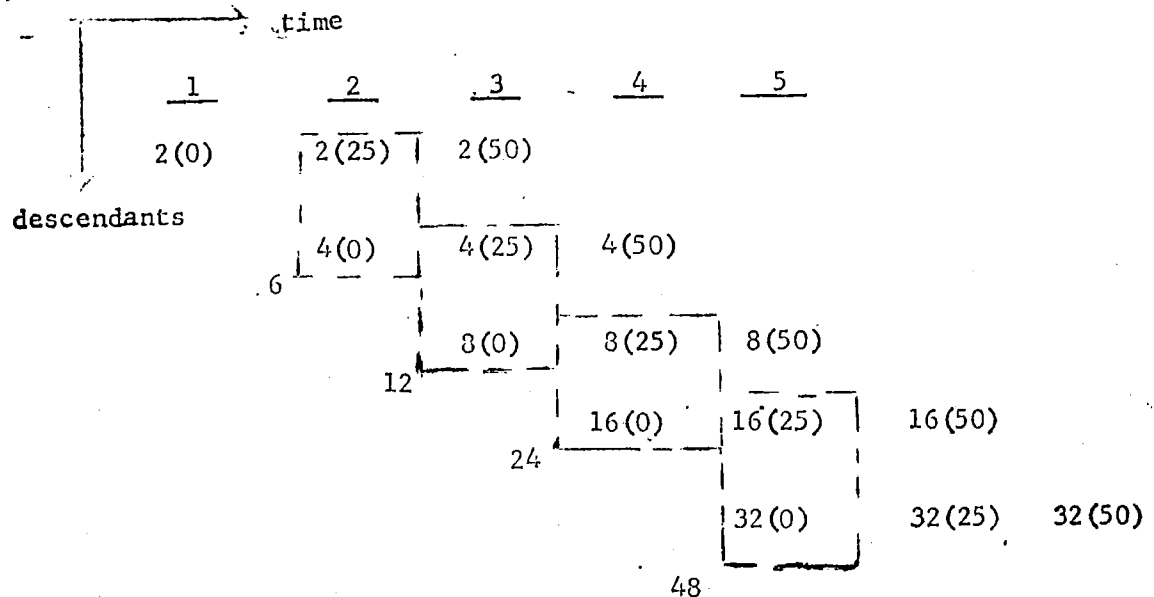 time
1 2 3 4 5
2(0) 2(25) 2(50)
descendants
4(0) 4(25) 4(50)
6
8(0) 8(25) 8(50)
12
16(0) 16(25) 16(50)
24
32(0) 32(25) 32(50)
48